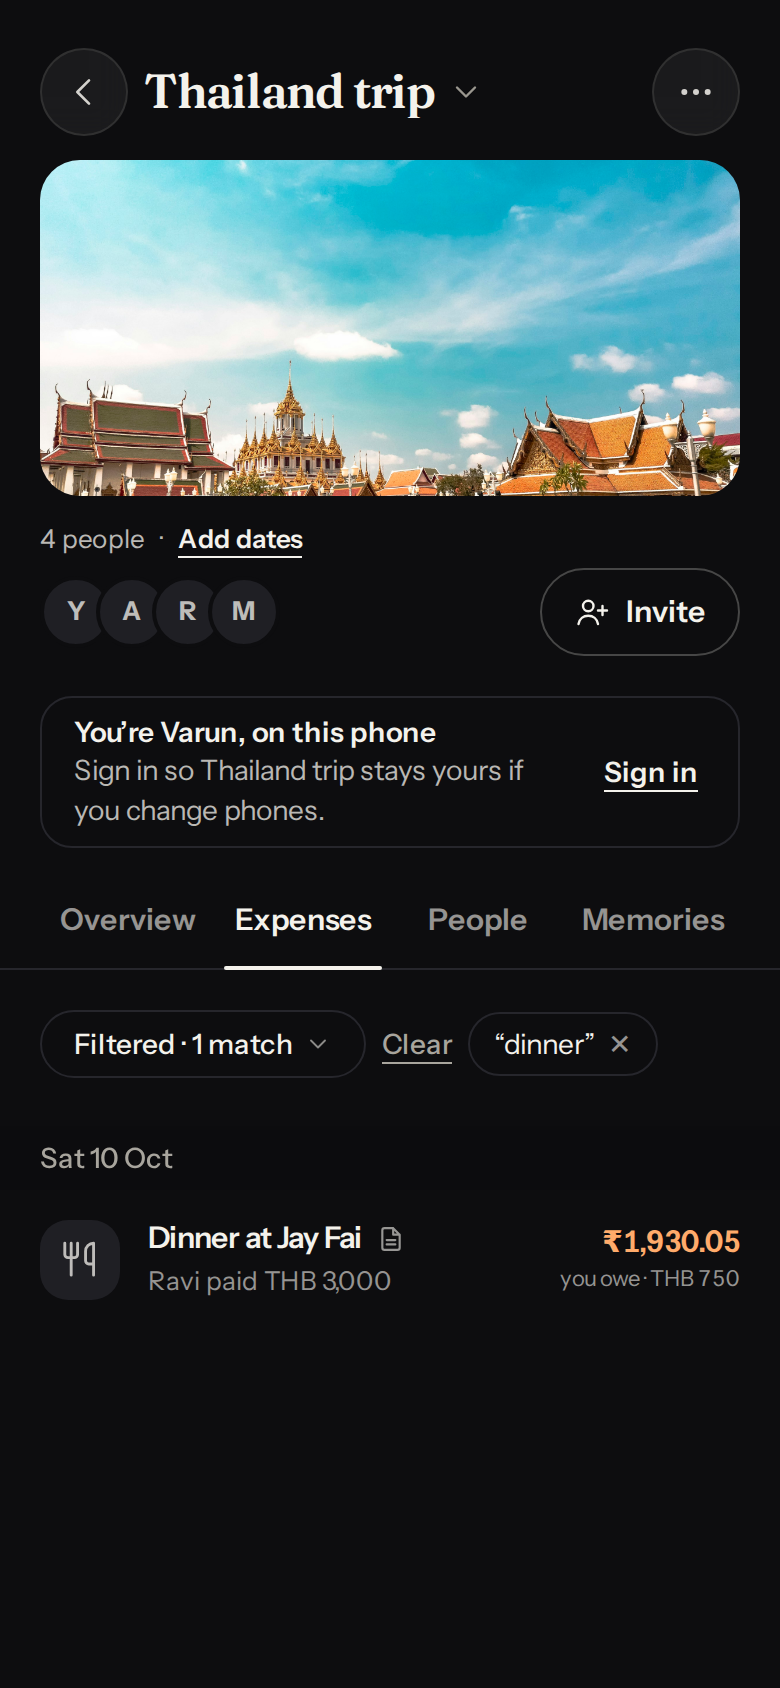 Thailand trip
4 people · Add dates
Y A R M
Invite
You’re Varun, on this phone
Sign in so Thailand trip stays yours if
you change phones.
Sign in
Overview Expenses People Memories
Filtered · 1 match Clear “dinner” ✕
Sat 10 Oct
Dinner at Jay Fai
₹1,930.05
Ravi paid THB 3,000
you owe · THB 750